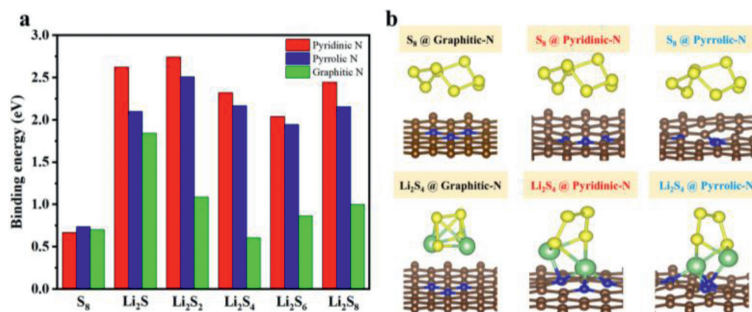 a
Binding energy (eV)
3.0
2.5
2.0
1.5
1.0
0.5
0.0
Pyridinic N
Pyrrolic N
Graphitic N
S₈
Li₂S
Li₂S₂
Li₂S₄
Li₂S₆
Li₂S₈
b
S₈ @ Graphitic-N
S₈ @ Pyridinic-N
S₈ @ Pyrrolic-N
Li₂S₄ @ Graphitic-N
Li₂S₄ @ Pyridinic-N
Li₂S₄ @ Pyrrolic-N